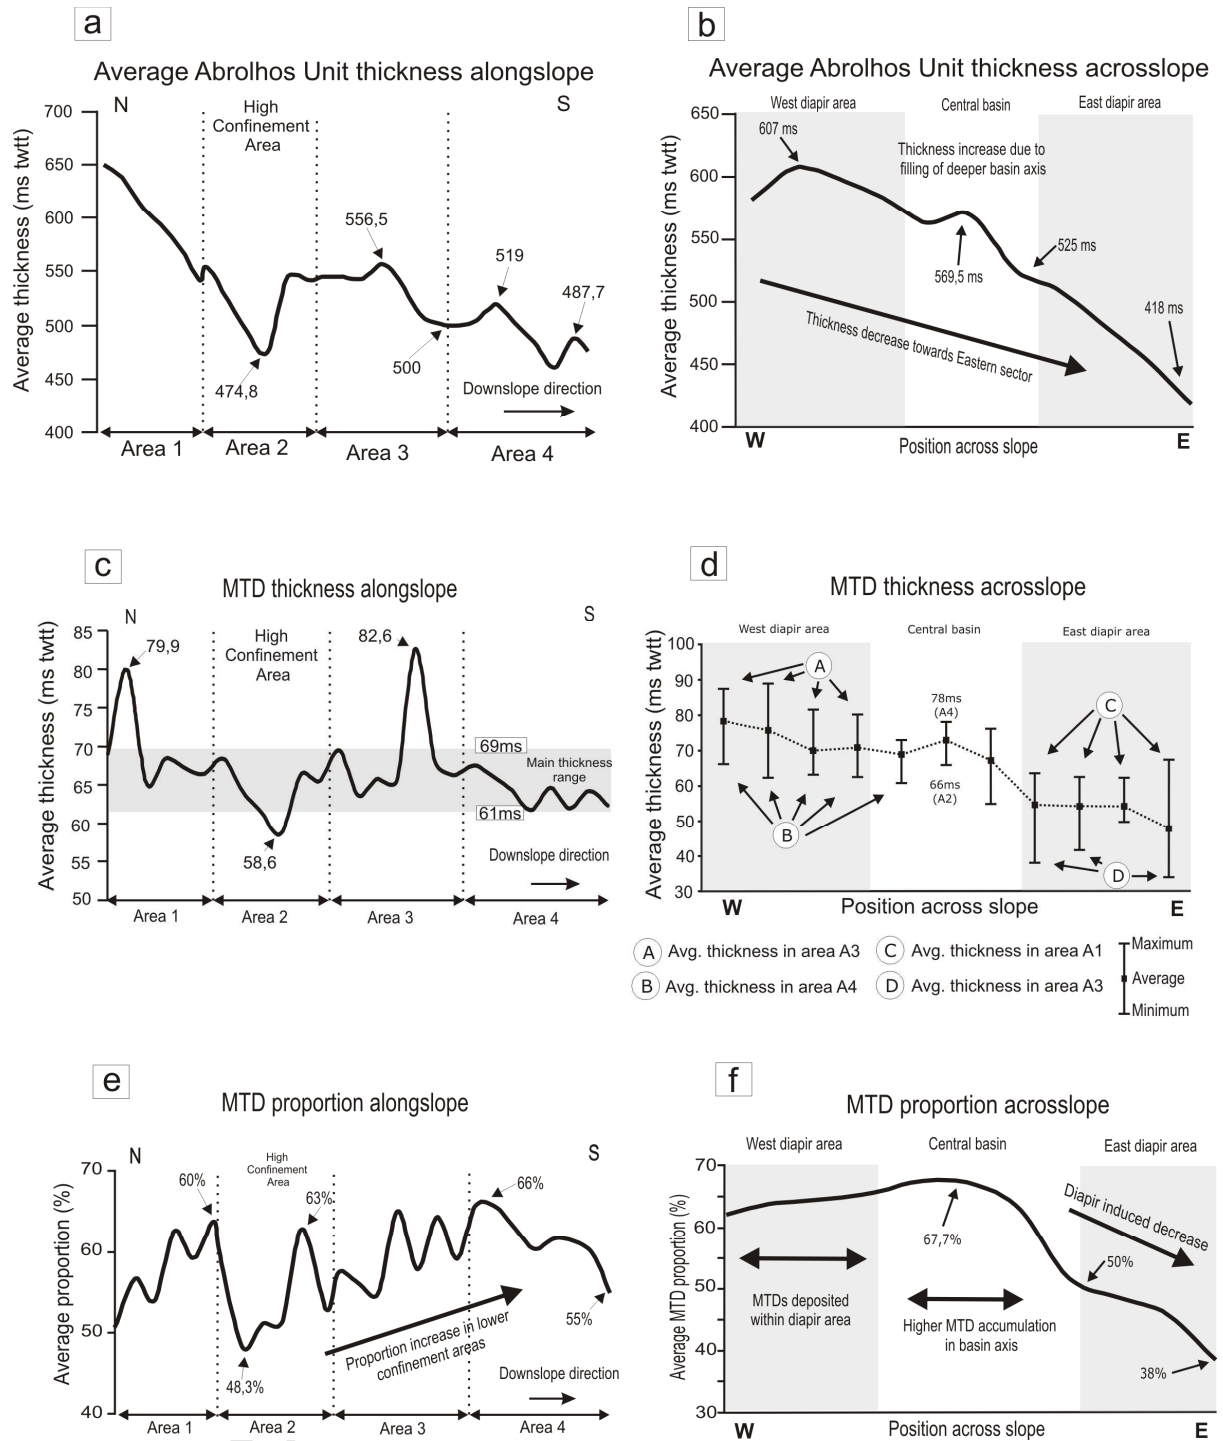 a
Average Abrolhos Unit thickness alongslope
N
S
High
Confinement
Area
Average thickness (ms twtt)
700
650
600
550
500
450
400
556,5
519
487,7
474,8
500
Downslope direction
Area 1
Area 2
Area 3
Area 4
b
Average Abrolhos Unit thickness acrosslope
West diapir area
Central basin
East diapir area
Average thickness (ms twtt)
650
600
550
500
450
400
607 ms
Thickness increase due to
filling of deeper basin axis
569,5 ms
525 ms
418 ms
Thickness decrease towards Eastern sector
W
Position across slope
E
c
MTD thickness alongslope
N
S
High
Confinement
Area
Average thickness (ms twtt)
85
80
70
70
65
60
55
50
79,9
82,6
58,6
69ms
Main thickness
range
61ms
Downslope direction
Area 1
Area 2
Area 3
Area 4
d
MTD thickness acrosslope
West diapir area
Central basin
East diapir area
Average thickness (ms twtt)
100
90
80
70
60
50
40
30
A
B
78ms
(A4)
66ms
(A2)
C
D
W
Position across slope
E
A Avg. thickness in area A3
C Avg. thickness in area A1
B Avg. thickness in area A4
D Avg. thickness in area A3
Maximum
Average
Minimum
e
MTD proportion alongslope
N
S
High
Confinement
Area
Average proportion (%)
70
60
50
40
60%
63%
66%
48,3%
55%
Proportion increase in lower
confinement areas
Downslope direction
Area 1
Area 2
Area 3
Area 4
f
MTD proportion acrosslope
West diapir area
Central basin
East diapir area
Average MTD proportion (%)
70
60
50
40
30
67,7%
Diapir induced decrease
50%
MTDs deposited
within diapir area
Higher MTD accumulation
in basin axis
38%
W
Position across slope
E